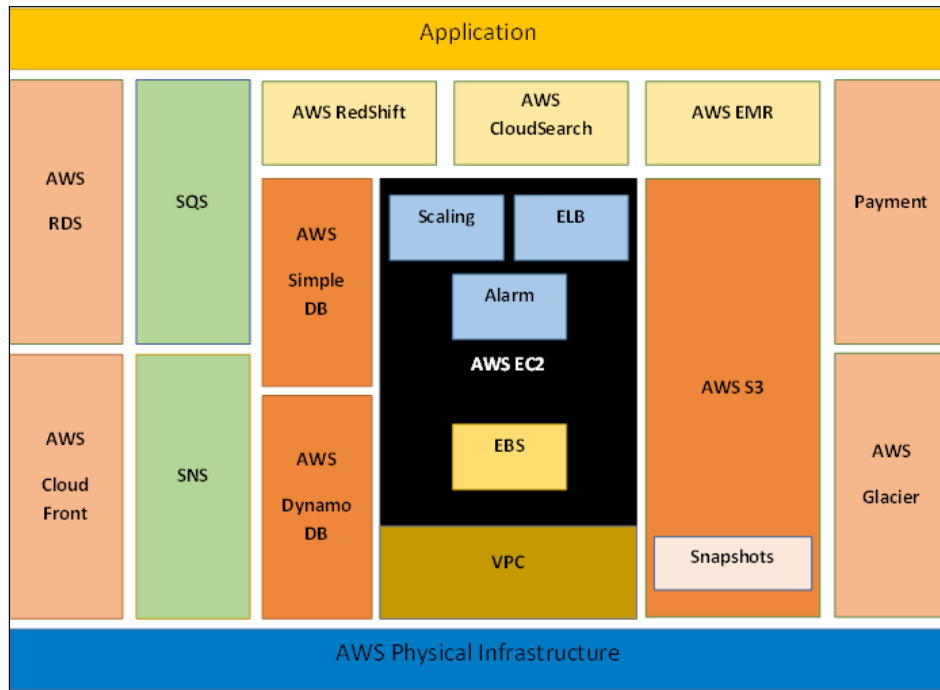 Application
AWS RedShift
AWS
CloudSearch
AWS EMR
AWS
RDS
SQS
AWS
Simple
DB
Scaling
ELB
Alarm
AWS EC2
EBS
VPC
AWS S3
Snapshots
Payment
AWS
Cloud
Front
SNS
AWS
Dynamo
DB
AWS
Glacier
AWS Physical Infrastructure